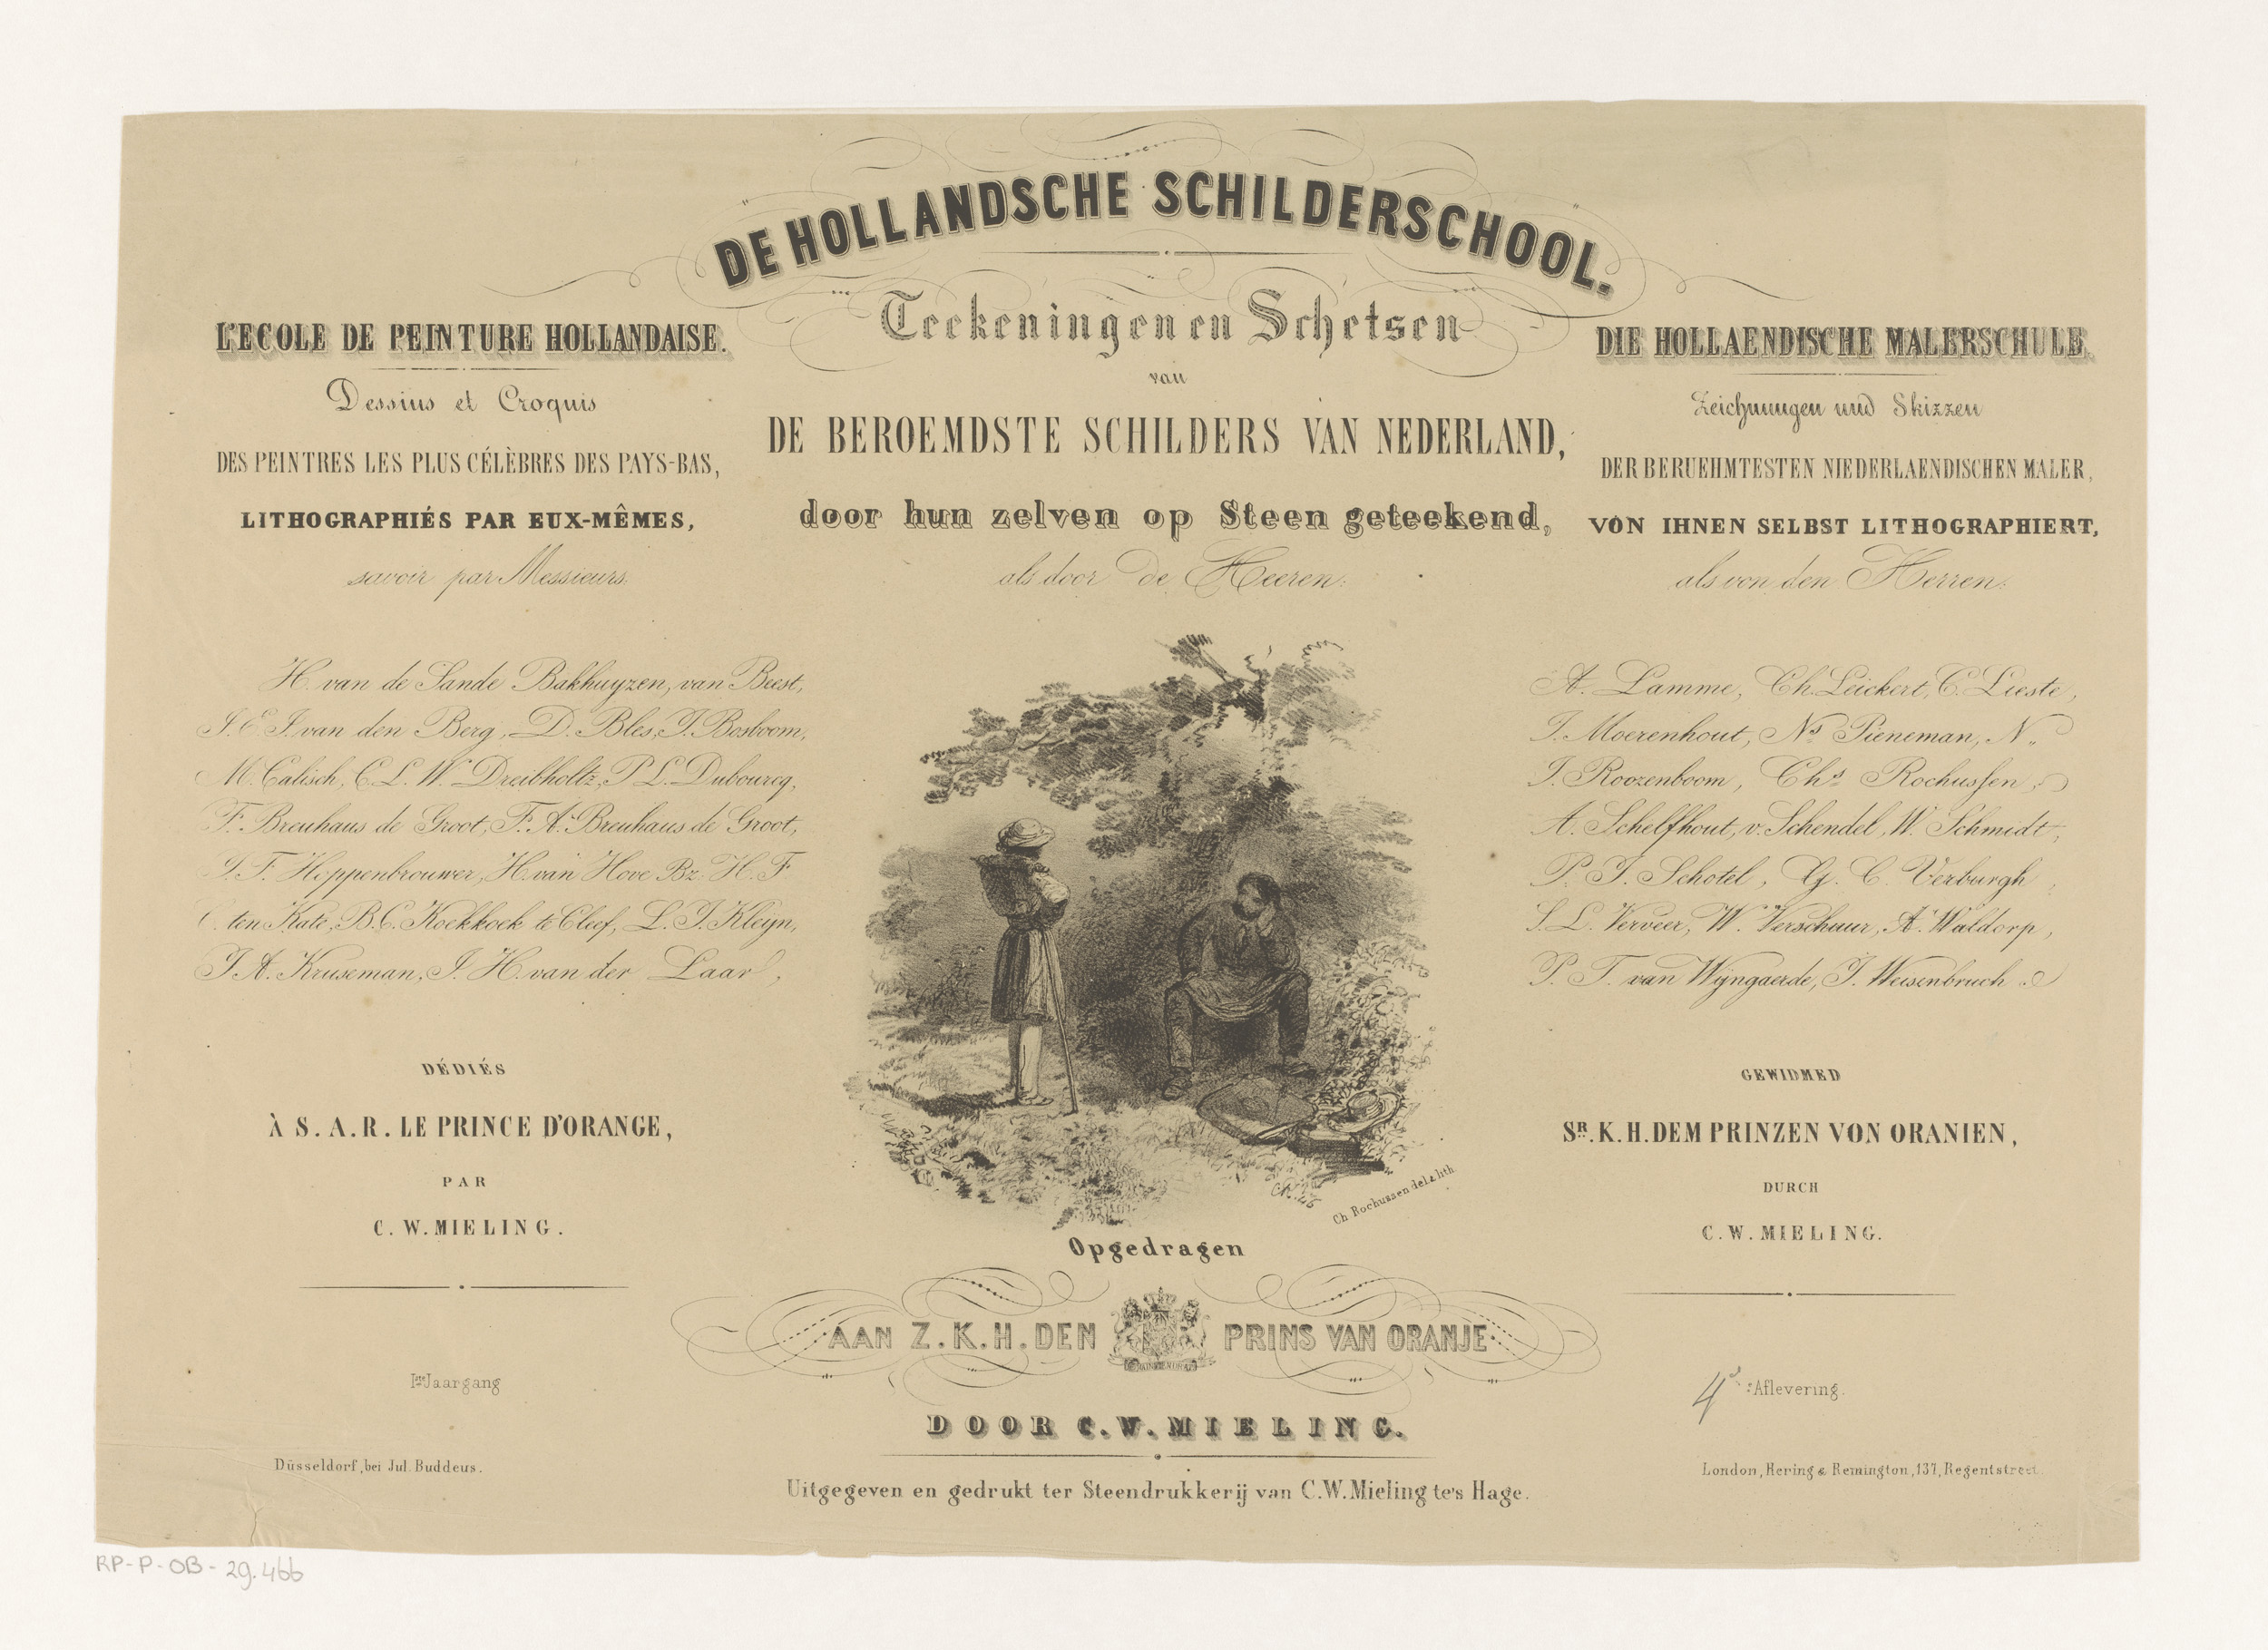 DE HOLLANDSCHE SCHILDERSCHOOL.
Teekeningen en Schetsen
van
DE BEROEMDSTE SCHILDERS VAN NEDERLAND,
door hun zelven op Steen geteekend,
als door de Heeren:
L'ECOLE DE PEINTURE HOLLANDAISE.
Dessins et Croquis
DES PEINTRES LES PLUS CÉLÈBRES DES PAYS-BAS,
LITHOGRAPHIÉS PAR EUX-MÊMES,
savoir par Messieurs:
H. van de Sande Bakhuyzen, van Beest,
J. E. J. van den Berg, D. Bles, J. Bosboom,
M. Calisch, C. L. W. Dreibholtz, P. L. Dubourcq,
F. Breuhaus de Groot, F. A. Breuhaus de Groot,
J. F. Hoppenbrouwer, H. van Hove Bz. H. F
C. ten Kate, B. C. Koekkoek te Cleef, L. J. Kleyn,
J. A. Kruseman, J. H. van der Laar,
DÉDIÉS
À S. A. R. LE PRINCE D'ORANGE,
PAR
C. W. MIELING.
1ste Jaargang
Düsseldorf, bei Jul. Buddeus.
DIE HOLLAENDISCHE MALERSCHULE.
Zeichnungen und Skizzen
DER BERUEHMTESTEN NIEDERLAENDISCHEN MALER,
VON IHNEN SELBST LITHOGRAPHIERT,
als von den Herren:
A. Lamme, Ch. Leickert, C. Lieste,
J. Moerenhout, Ns. Pieneman, N.
J. Roozenboom, Chs. Rochussen,
A. Schelfhout, v. Schendel, W. Schmidt,
P. J. Schotel, G. C. Verburgh
S. L. Verveer, W. Verschuur, A. Waldorp,
P. T. van Wijngaerde, J. Weisenbruch
GEWIDMED
SR. K. H. DEM PRINZEN VON ORANIEN,
DURCH
C. W. MIELING.
4e Aflevering.
London, Hering & Remington, 137, Regentstreet.
CR. 46
Ch Rochussen del & lith
Opgedragen
AAN Z. K. H. DEN PRINS VAN ORANJE
DOOR C. W. MIELING.
Uitgegeven en gedrukt ter Steendrukkerij van C. W. Mieling te's Hage.
RP-P-OB-29.466